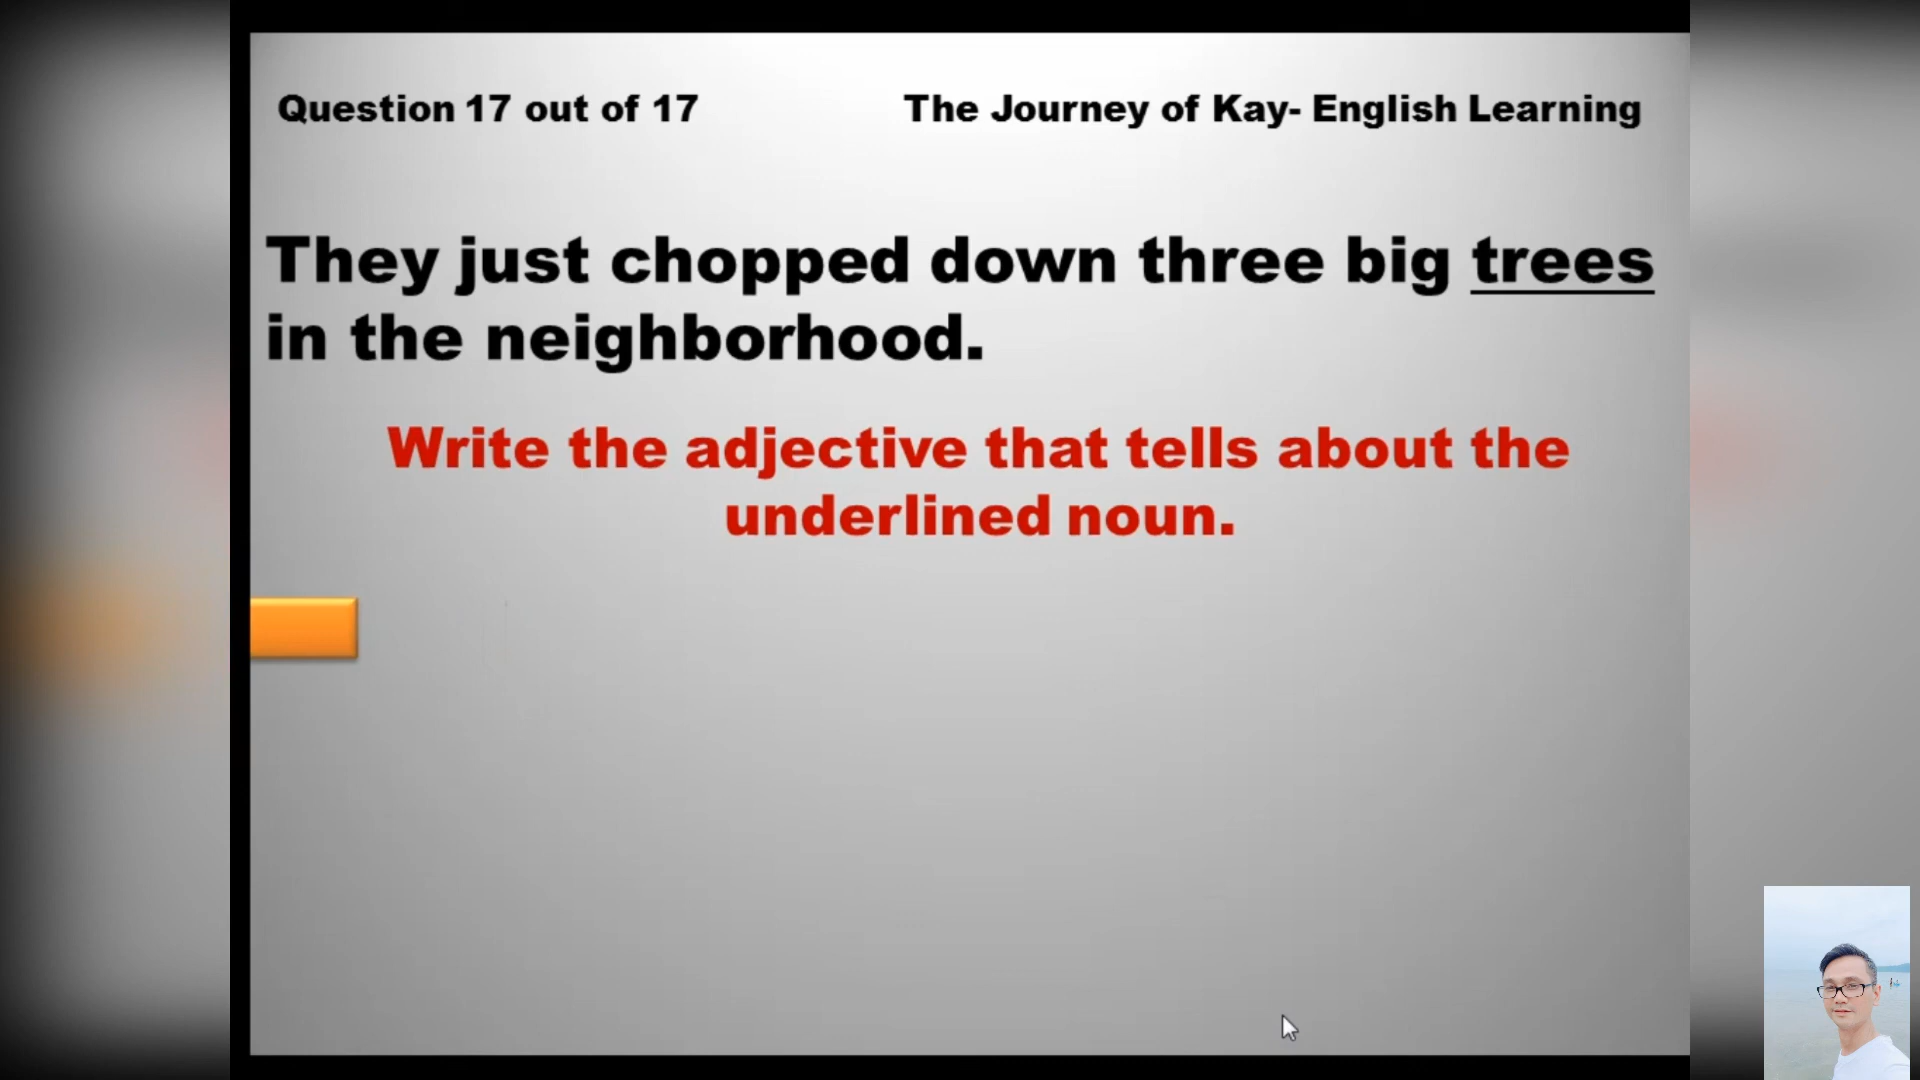 Question 17 out of 17
The Journey of Kay- English Learning
They just chopped down three big trees
in the neighborhood.
Write the adjective that tells about the
underlined noun.